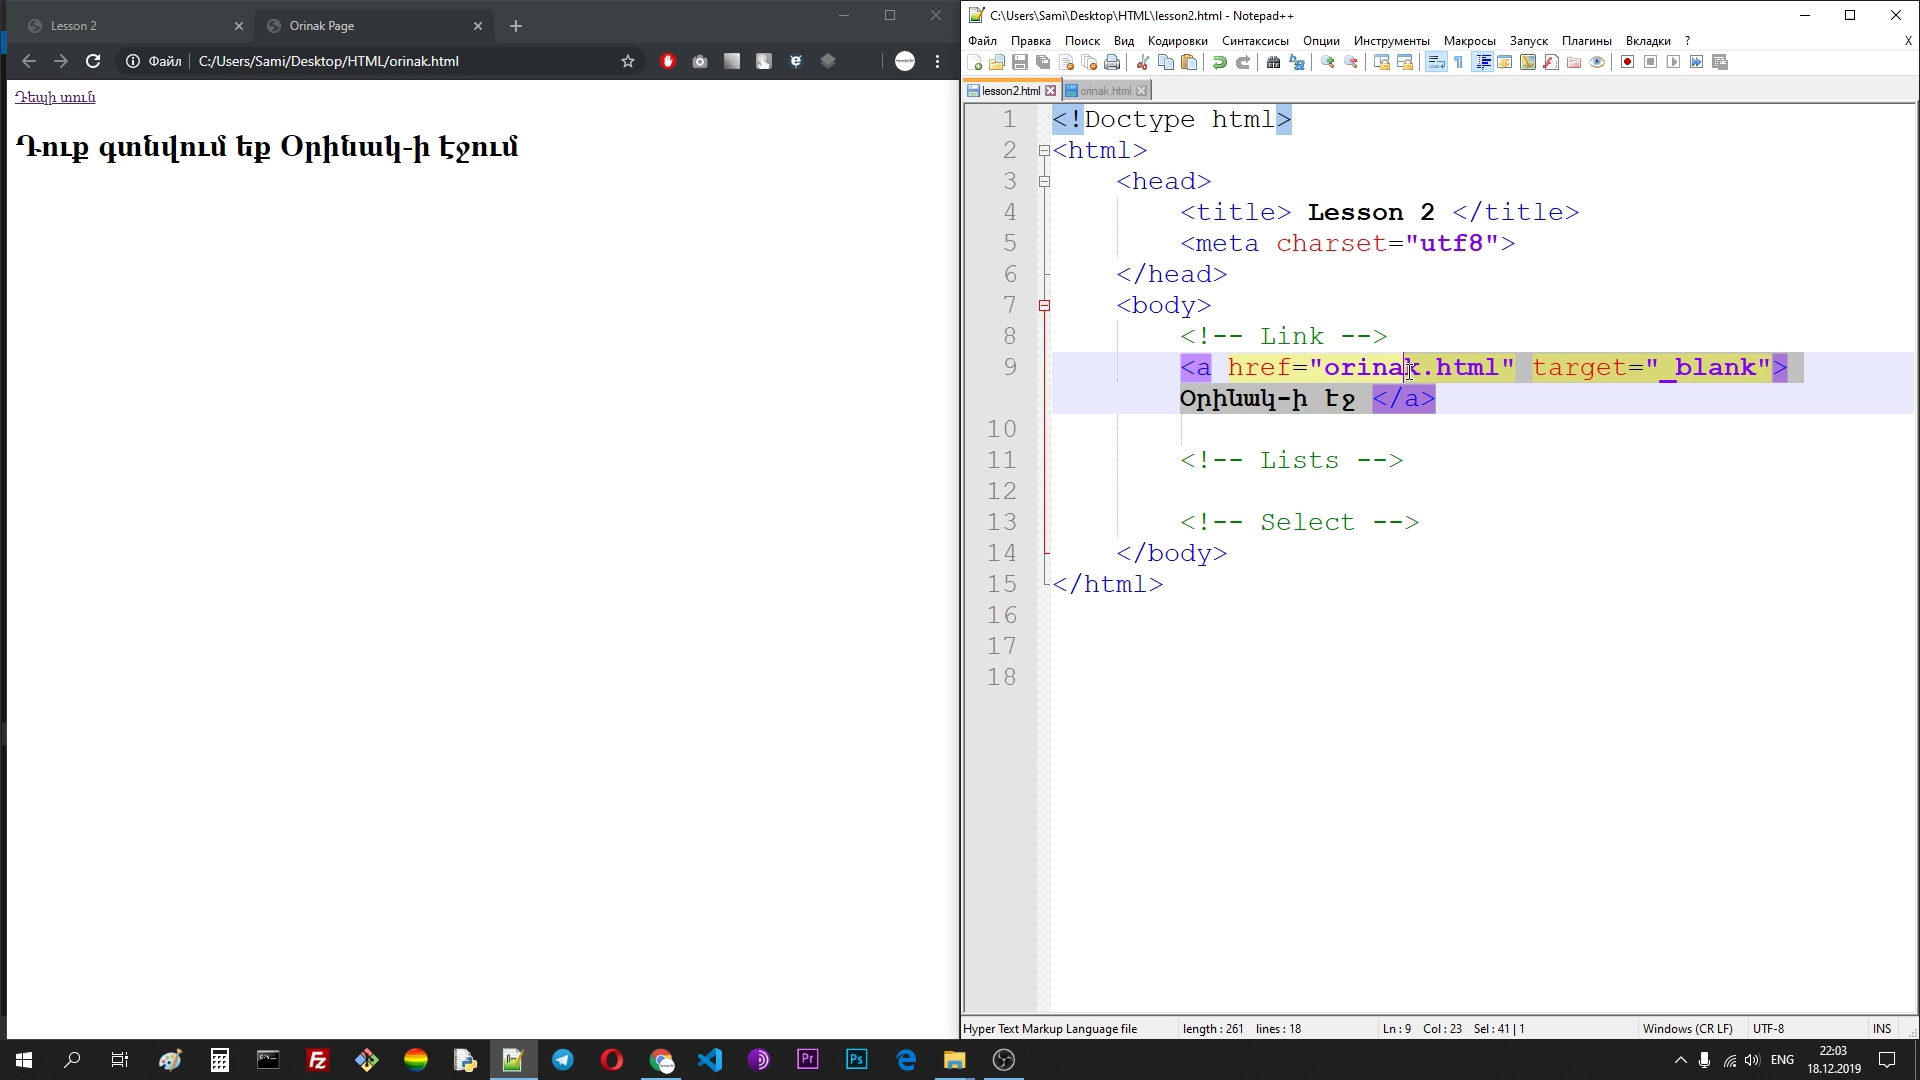 Lesson 2
Orinak Page
Файл
C:/Users/Sami/Desktop/HTML/orinak.html
Դեպի տուն
Դուք գտնվում եք Օրինակ-ի էջում
C:\Users\Sami\Desktop\HTML\lesson2.html - Notepad++
Файл Правка Поиск Вид Кодировки Синтаксисы Опции Инструменты Макросы Запуск Плагины Вкладки ? X
lesson2.html orinak.html
1 <!Doctype html>
2 <html>
3 <head>
4 <title> Lesson 2 </title>
5 <meta charset="utf8">
6 </head>
7 <body>
8 <!-- Link -->
9 <a href="orinak.html" target="_blank">
Օրինակ-ի էջ </a>
10
11 <!-- Lists -->
12
13 <!-- Select -->
14 </body>
15 </html>
16
17
18
Hyper Text Markup Language file length : 261 lines : 18 Ln : 9 Col : 23 Sel : 41 | 1 Windows (CR LF) UTF-8 INS
Pr Ps ENG 22:03
18.12.2019